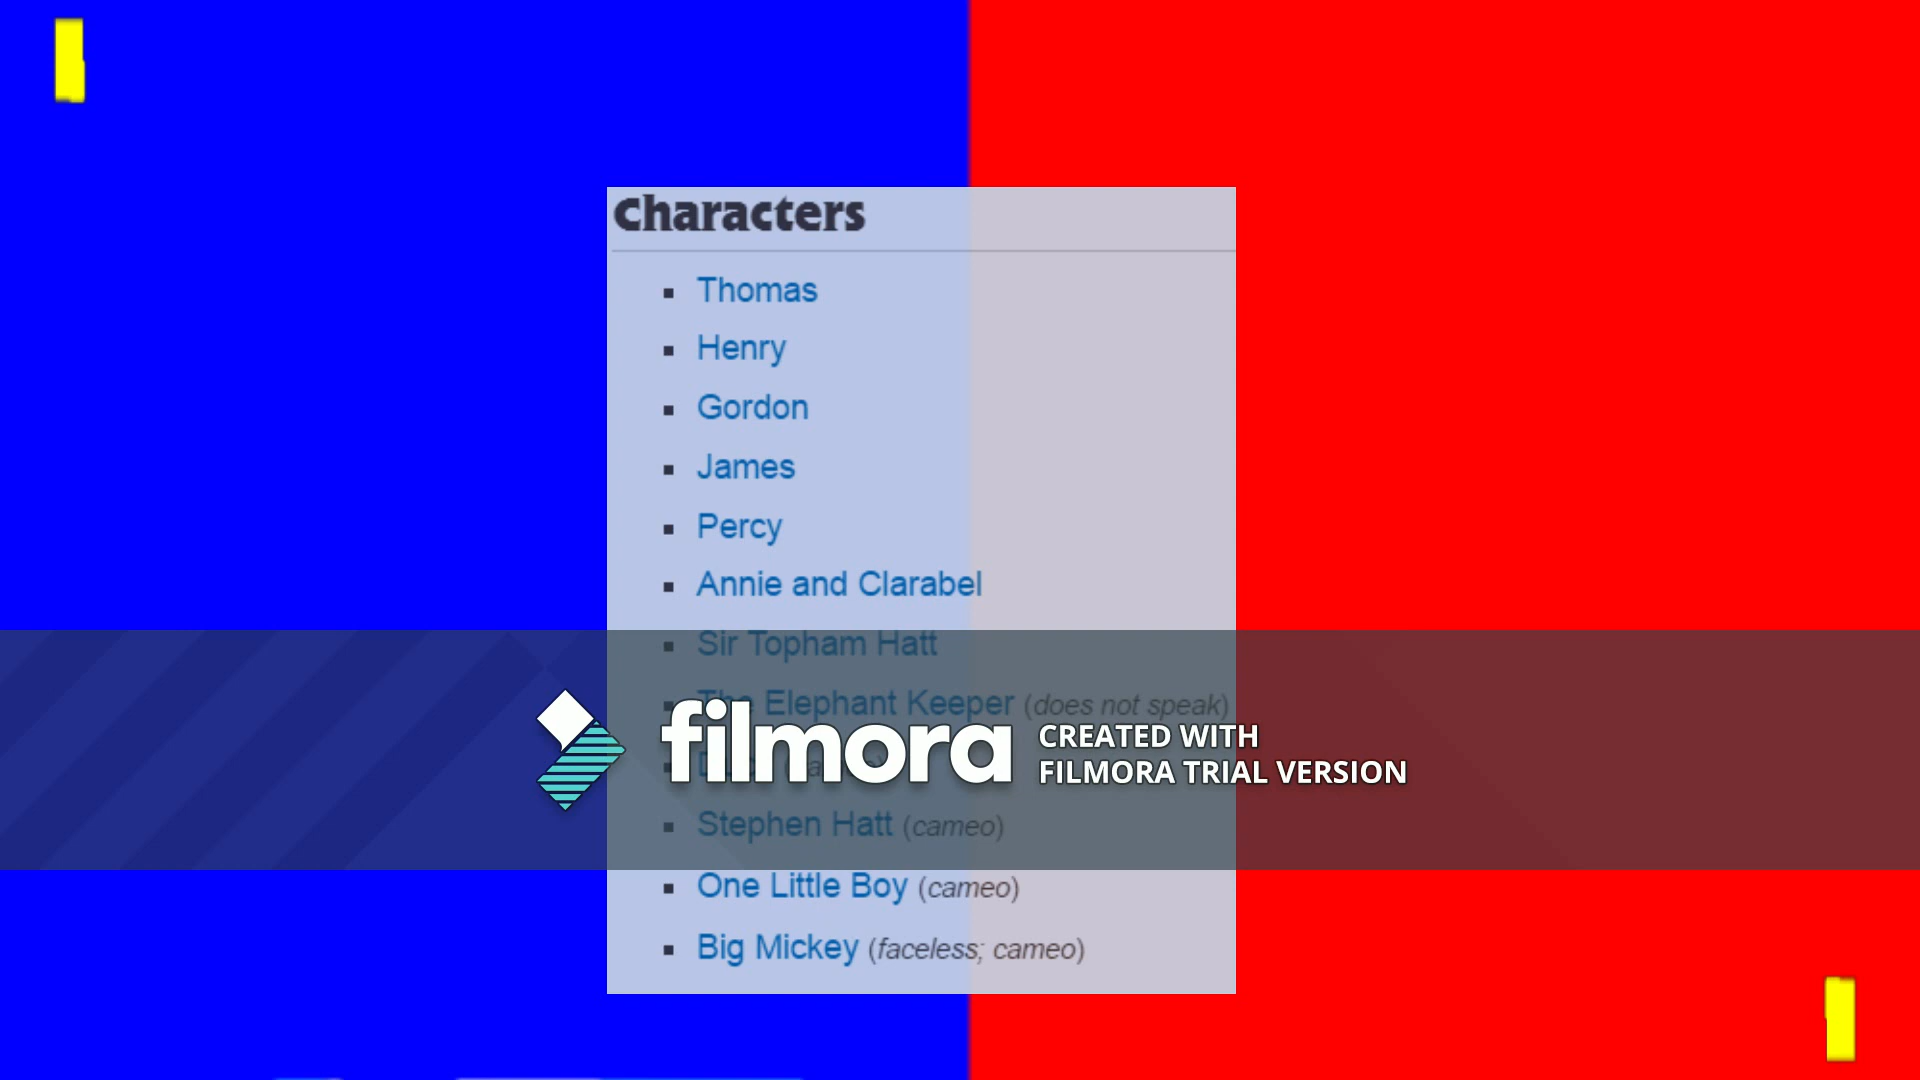 Characters
Thomas
Henry
Gordon
James
Percy
Annie and Clarabel
Sir Topham Hatt
The Elephant Keeper (does not speak)
filmora
CREATED WITH
FILMORA TRIAL VERSION
Stephen Hatt (cameo)
One Little Boy (cameo)
Big Mickey (faceless; cameo)